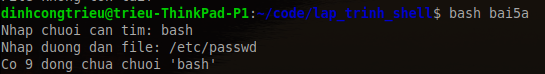 dinhcongtrieu@trieu-ThinkPad-P1:~/code/lap_trinh_shell$ bash bai5a
Nhap chuoi can tim: bash
Nhap duong dan file: /etc/passwd
Co 9 dong chua chuoi 'bash'